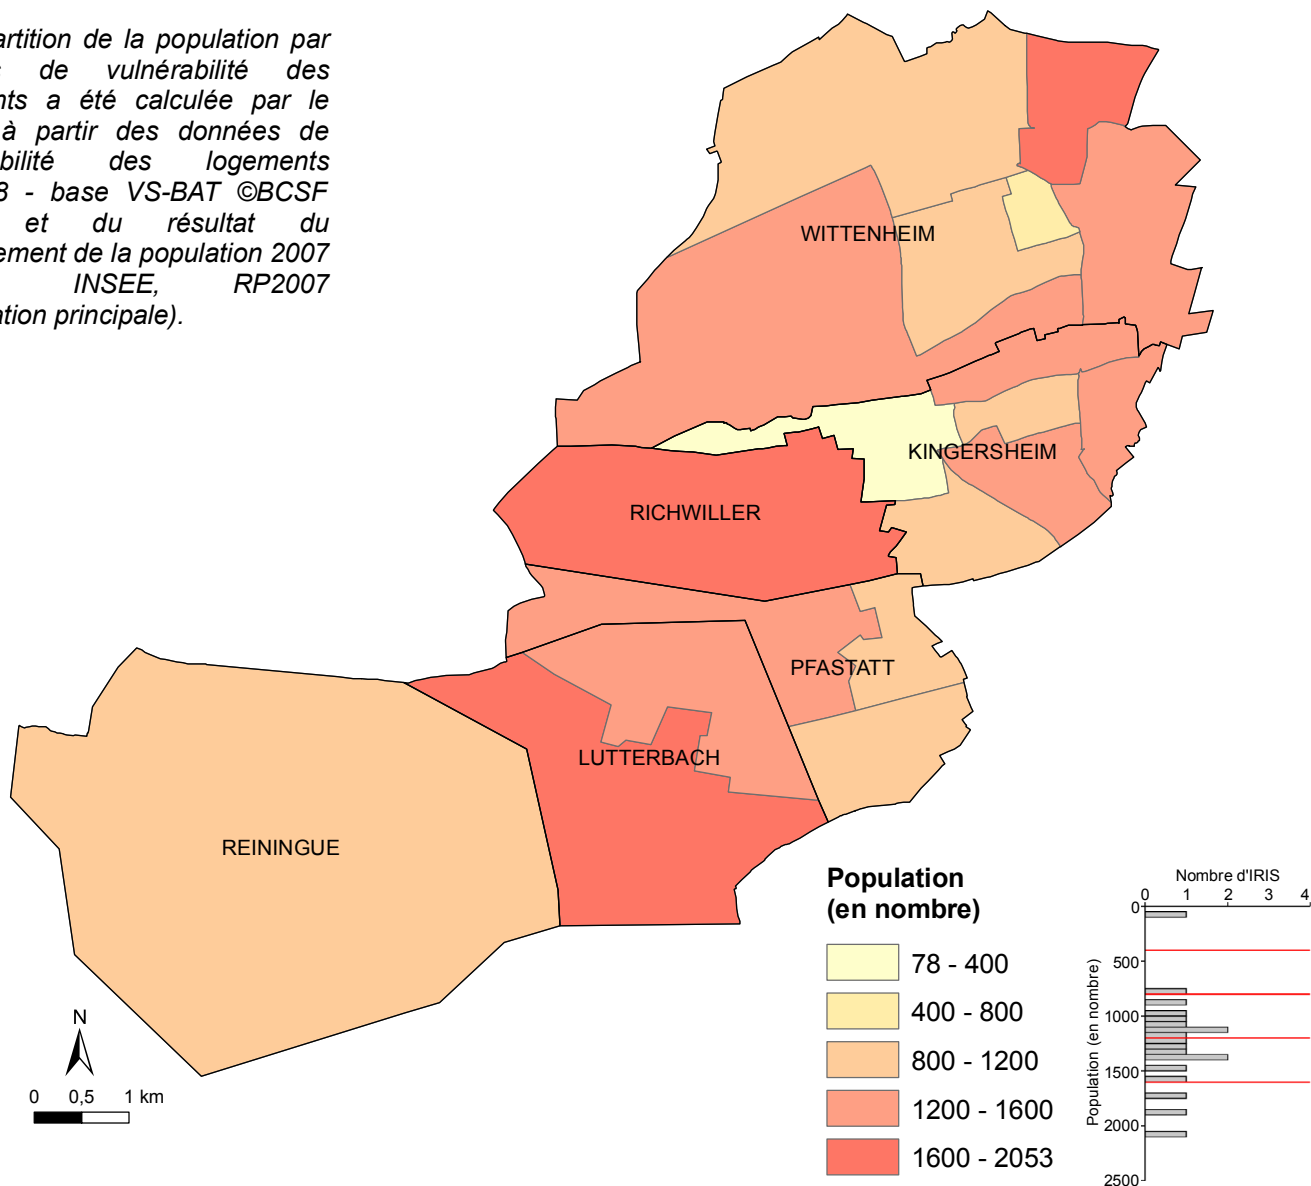 artition de la population par
de vulnérabilité des
nts a été calculée par le
à partir des données de
bilité des logements
8 - base VS-BAT ©BCSF
et du résultat du
ement de la population 2007
INSEE, RP2007
ation principale).
WITTENHEIM
KINGERSHEIM
RICHWILLER
PFASTATT
LUTTERBACH
REININGUE
N
0 0,5 1 km
Population
(en nombre)
78 - 400
400 - 800
800 - 1200
1200 - 1600
1600 - 2053
Nombre d'IRIS
0 1 2 3 4
Population (en nombre)
0
500
1000
1500
2000
2500